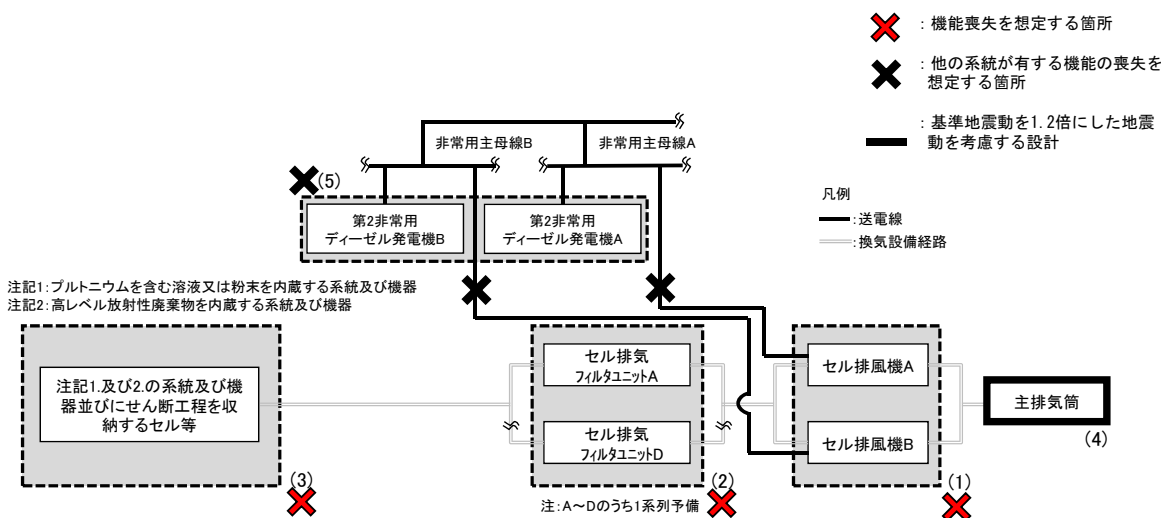 ：機能喪失を想定する箇所
：他の系統が有する機能の喪失を
想定する箇所
：基準地震動を1.2倍にした地震
動を考慮する設計
凡例
：送電線
：換気設備経路
非常用主母線B
非常用主母線A
(5)
第2非常用
ディーゼル発電機B
第2非常用
ディーゼル発電機A
注記1：プルトニウムを含む溶液又は粉末を内蔵する系統及び機器
注記2：高レベル放射性廃棄物を内蔵する系統及び機器
注記1.及び2.の系統及び機
器並びにせん断工程を収
納するセル等
(3)
セル排気
フィルタユニットA
セル排気
フィルタユニットD
(2)
注：A～Dのうち1系列予備
セル排風機A
セル排風機B
(1)
主排気筒
(4)